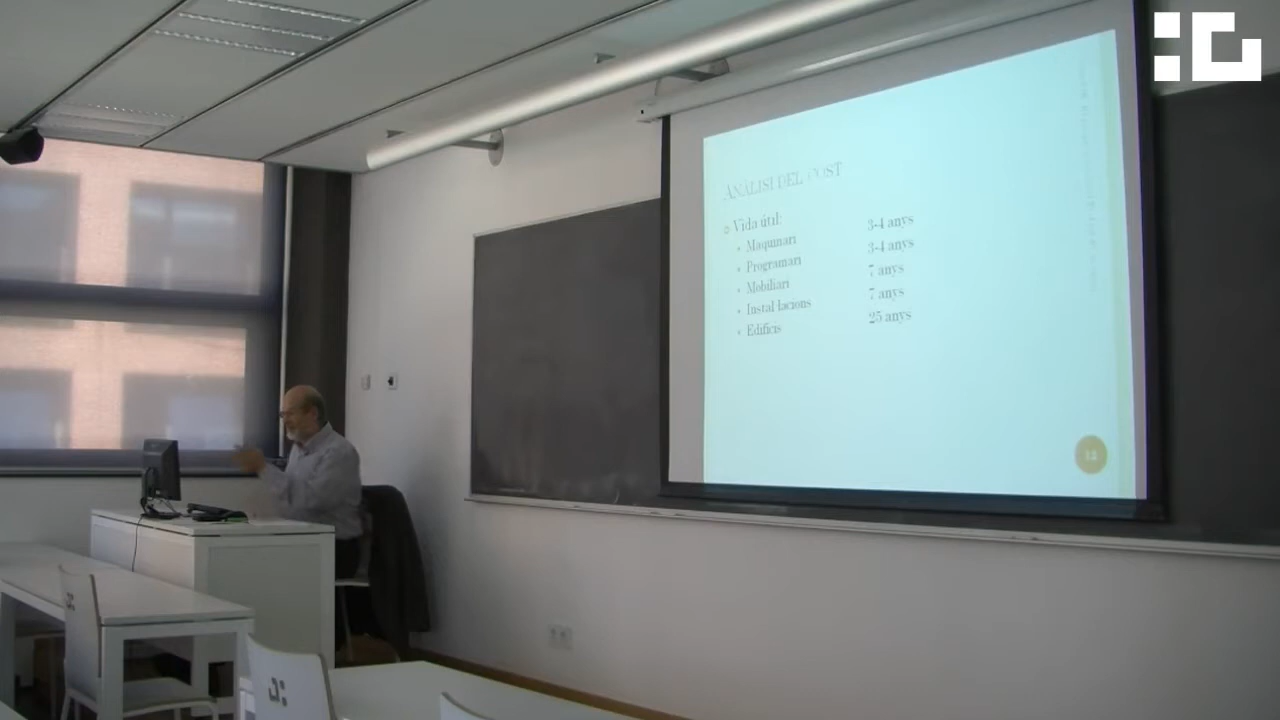 ANÀLISI DEL COST
Vida útil:
Maquinari 3-4 anys
Programari 3-4 anys
Mobiliari 7 anys
Instal·lacions 7 anys
Edificis 25 anys
12